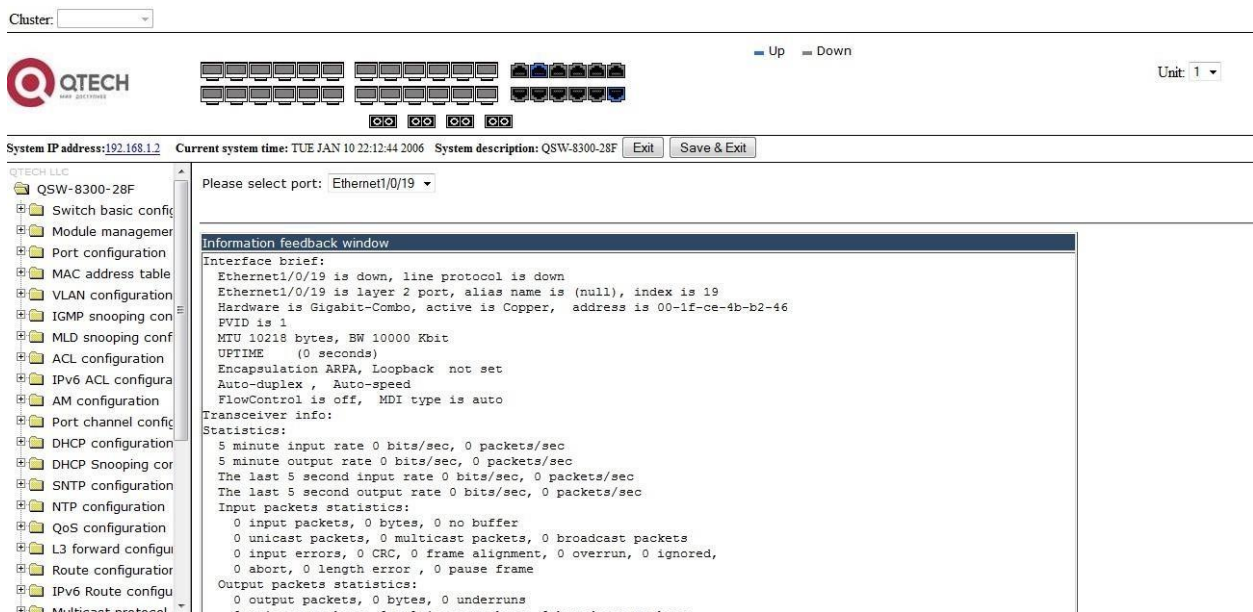 Cluster:
Up Down
QTECH
Unit: 1
System IP address:192.168.1.2 Current system time: TUE JAN 10 22:12:44 2006 System description: QSW-8300-28F Exit Save & Exit
QTECH LLC
QSW-8300-28F
Switch basic config
Module managemen
Port configuration
MAC address table
VLAN configuration
IGMP snooping con
MLD snooping conf
ACL configuration
IPv6 ACL configura
AM configuration
Port channel config
DHCP configuration
DHCP Snooping cor
SNTP configuration
NTP configuration
QoS configuration
L3 forward configu
Route configuration
IPv6 Route configu
Multicast protocol
Please select port: Ethernet1/0/19
Information feedback window
Interface brief:
Ethernet1/0/19 is down, line protocol is down
Ethernet1/0/19 is layer 2 port, alias name is (null), index is 19
Hardware is Gigabit-Combo, active is Copper, address is 00-1f-ce-4b-b2-46
PVID is 1
MTU 10218 bytes, BW 10000 Kbit
UPTIME (0 seconds)
Encapsulation ARPA, Loopback not set
Auto-duplex , Auto-speed
FlowControl is off, MDI type is auto
Transceiver info:
Statistics:
5 minute input rate 0 bits/sec, 0 packets/sec
5 minute output rate 0 bits/sec, 0 packets/sec
The last 5 second input rate 0 bits/sec, 0 packets/sec
The last 5 second output rate 0 bits/sec, 0 packets/sec
Input packets statistics:
0 input packets, 0 bytes, 0 no buffer
0 unicast packets, 0 multicast packets, 0 broadcast packets
0 input errors, 0 CRC, 0 frame alignment, 0 overrun, 0 ignored,
0 abort, 0 length error , 0 pause frame
Output packets statistics:
0 output packets, 0 bytes, 0 underruns